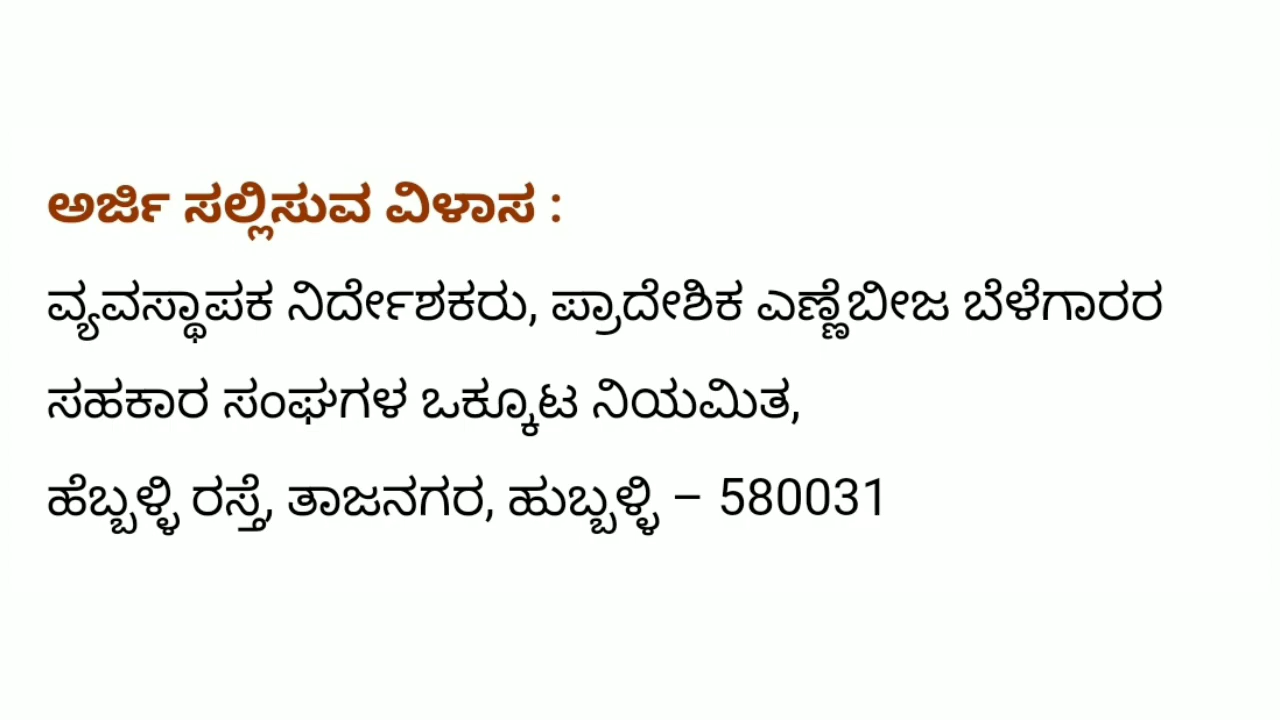 ಅರ್ಜಿ ಸಲ್ಲಿಸುವ ವಿಳಾಸ :
ವ್ಯವಸ್ಥಾಪಕ ನಿರ್ದೇಶಕರು, ಪ್ರಾದೇಶಿಕ ಎಣ್ಣೆಬೀಜ ಬೆಳೆಗಾರರ
ಸಹಕಾರ ಸಂಘಗಳ ಒಕ್ಕೂಟ ನಿಯಮಿತ,
ಹೆಬ್ಬಳ್ಳಿ ರಸ್ತೆ, ತಾಜನಗರ, ಹುಬ್ಬಳ್ಳಿ – 580031